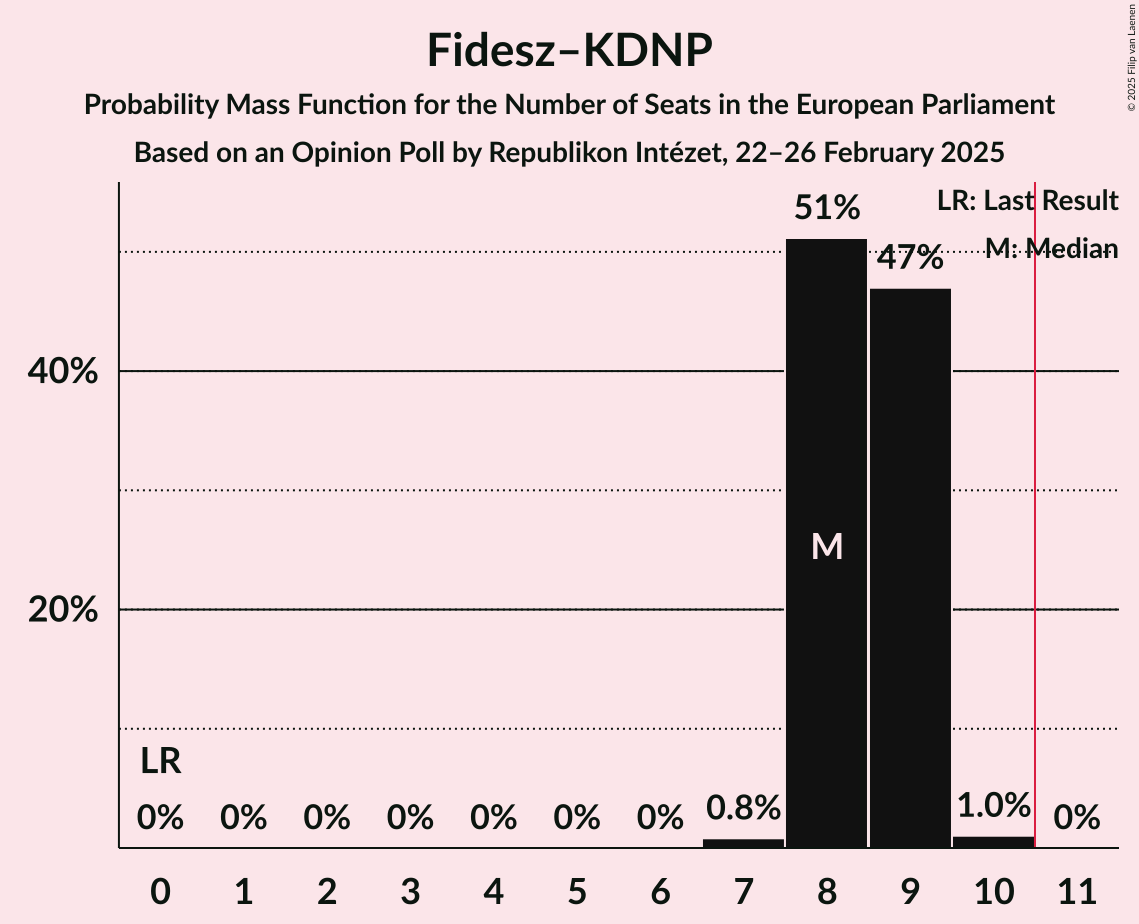 Fidesz–KDNP
Probability Mass Function for the Number of Seats in the European Parliament
Based on an Opinion Poll by Republikon Intézet, 22–26 February 2025
© 2025 Filip van Laenen
LR: Last Result
M: Median
51%
47%
40%
M
20%
LR
0% 0% 0% 0% 0% 0% 0% 0.8% 1.0% 0%
0 1 2 3 4 5 6 7 8 9 10 11